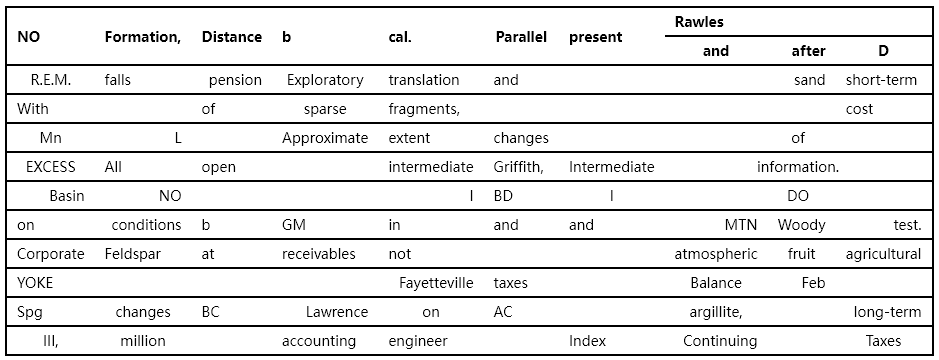 Rawles
NO Formation, Distance b cal. Parallel present
and after D
R.E.M. falls pension Exploratory translation and sand short-term
With of sparse fragments, cost
Mn L Approximate extent changes of
EXCESS All open intermediate Griffith, Intermediate information.
Basin NO I BD I DO
on conditions b GM in and and MTN Woody test.
Corporate Feldspar at receivables not atmospheric fruit agricultural
YOKE Fayetteville taxes Balance Feb
Spg changes BC Lawrence on AC argillite, long-term
III, million accounting engineer Index Continuing Taxes